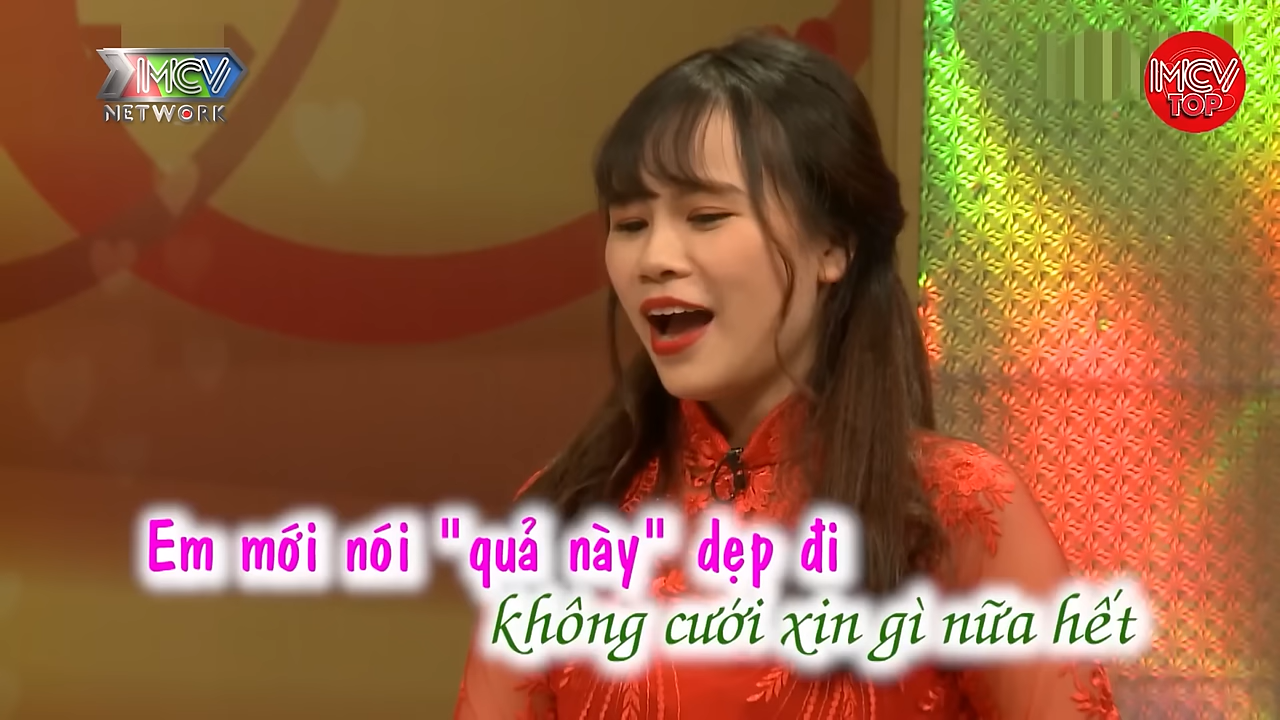 MCV
NETWORK
MCV
TOP
Em mới nói "quả này" dẹp đi
không cưới xin gì nữa hết